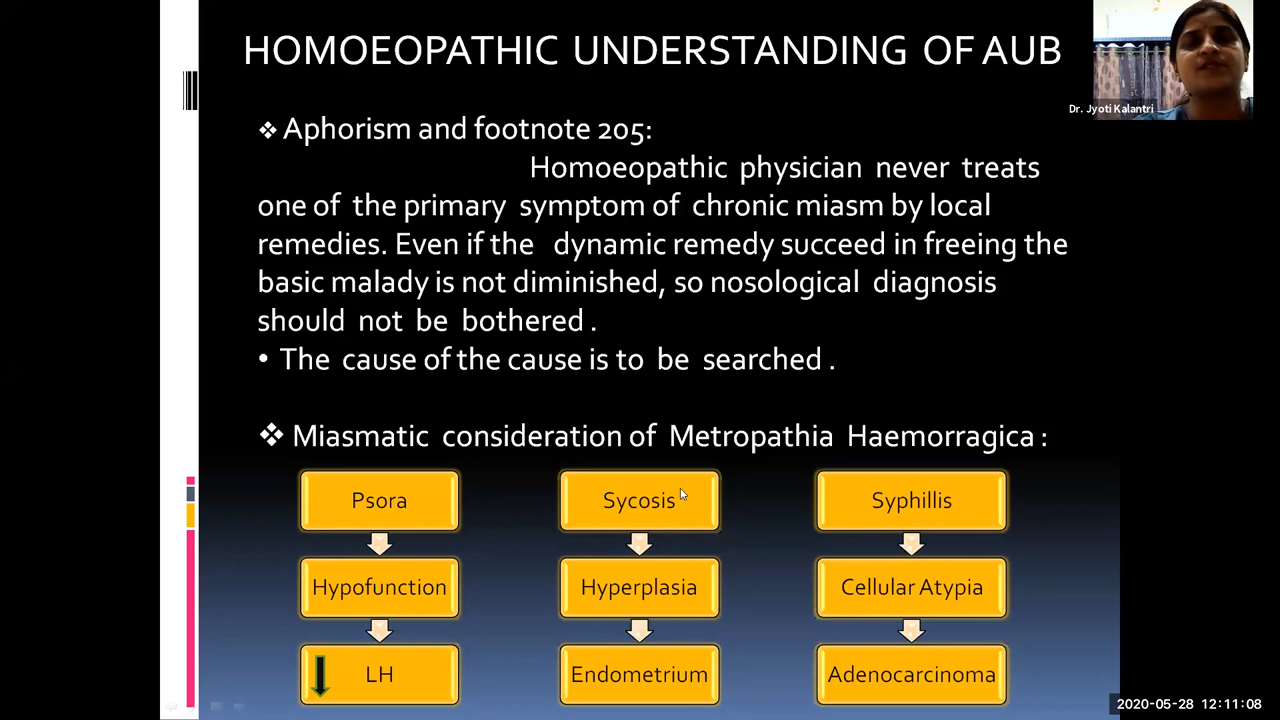 HOMOEOPATHIC UNDERSTANDING OF AUB
Dr. Jyoti Kalantri
❖ Aphorism and footnote 205:
Homoeopathic physician never treats
one of the primary symptom of chronic miasm by local
remedies. Even if the dynamic remedy succeed in freeing the
basic malady is not diminished, so nosological diagnosis
should not be bothered .
• The cause of the cause is to be searched .
❖ Miasmatic consideration of Metropathia Haemorragica :
Psora
Sycosis
Syphillis
Hypofunction
Hyperplasia
Cellular Atypia
LH
Endometrium
Adenocarcinoma
2020-05-28 12:11:08